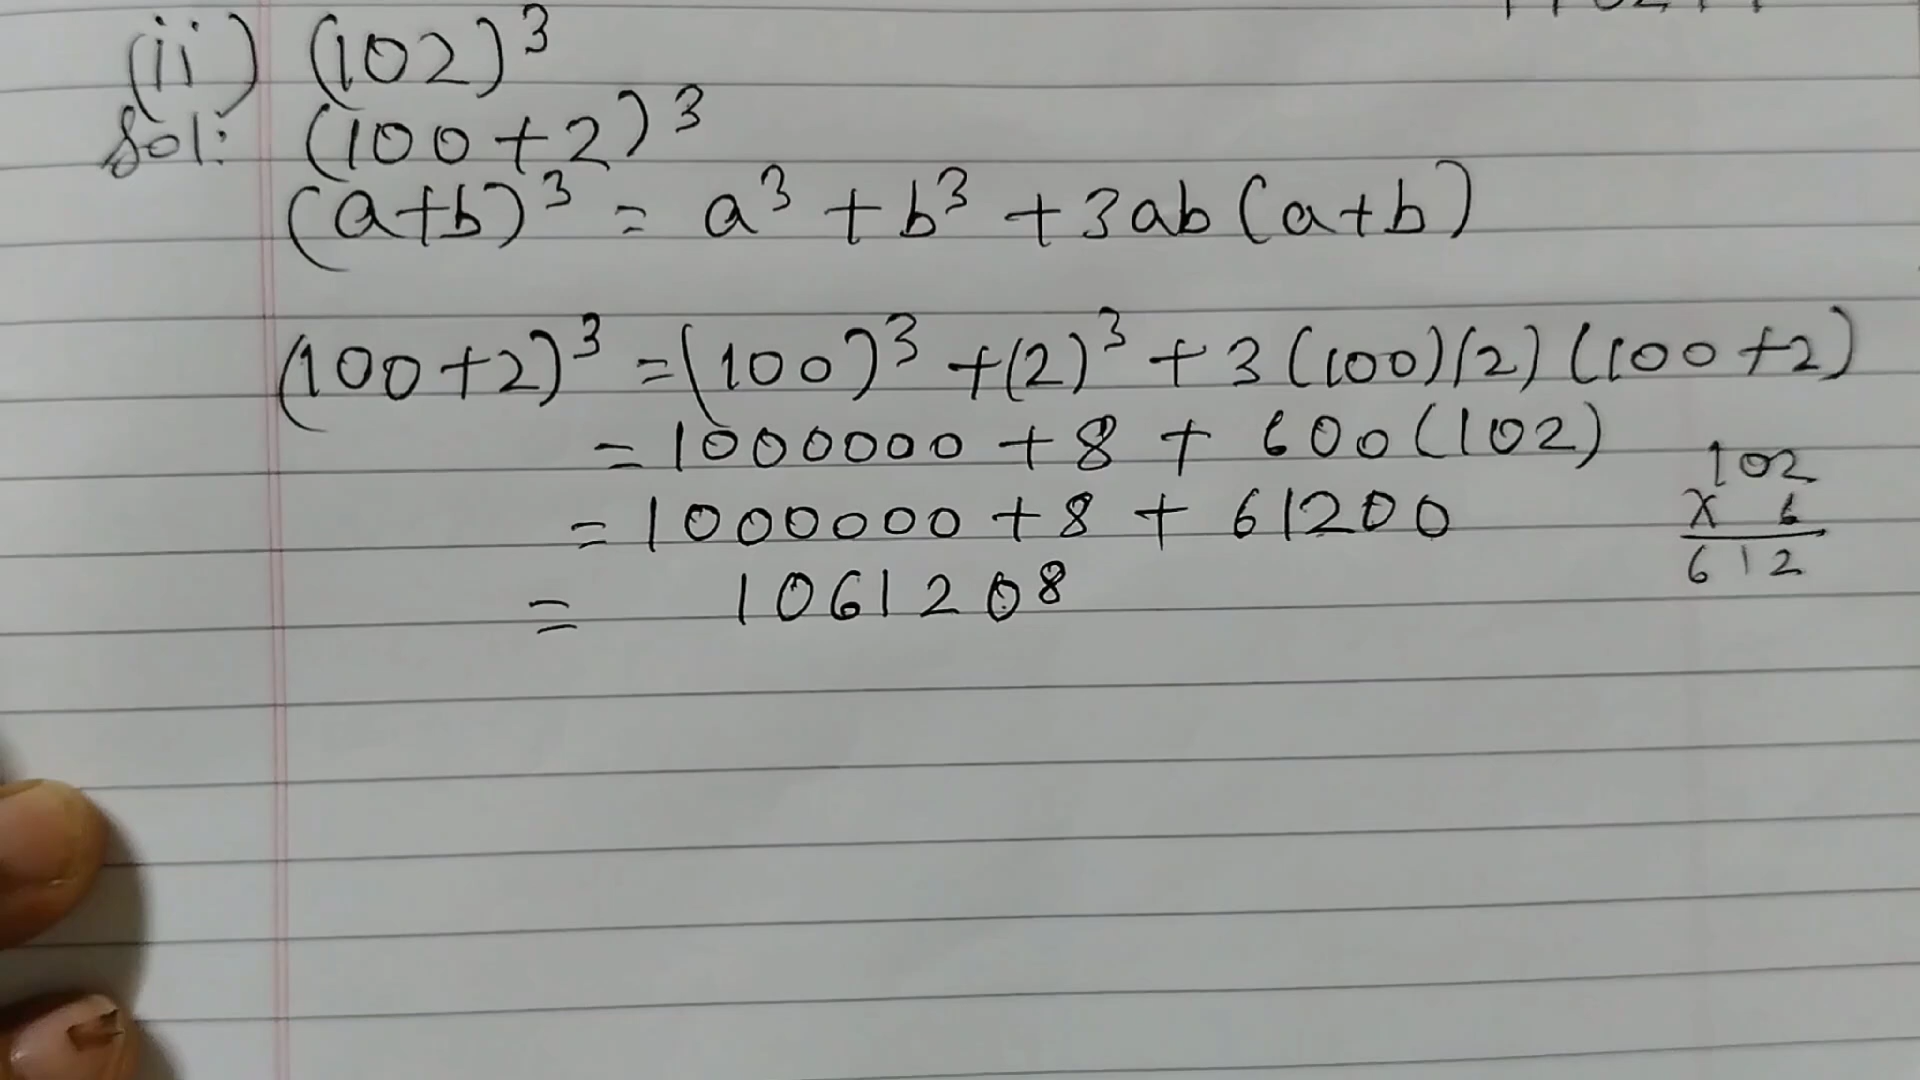 (ii) (102)³
Sol: (100+2)³
(a+b)³ = a³ + b³ + 3ab(a+b)
(100+2)³ = (100)³ + (2)³ + 3(100)(2)(100+2)
= 1000000 + 8 + 600(102)
= 1000000 + 8 + 61200
= 1061208
102
x 6
612